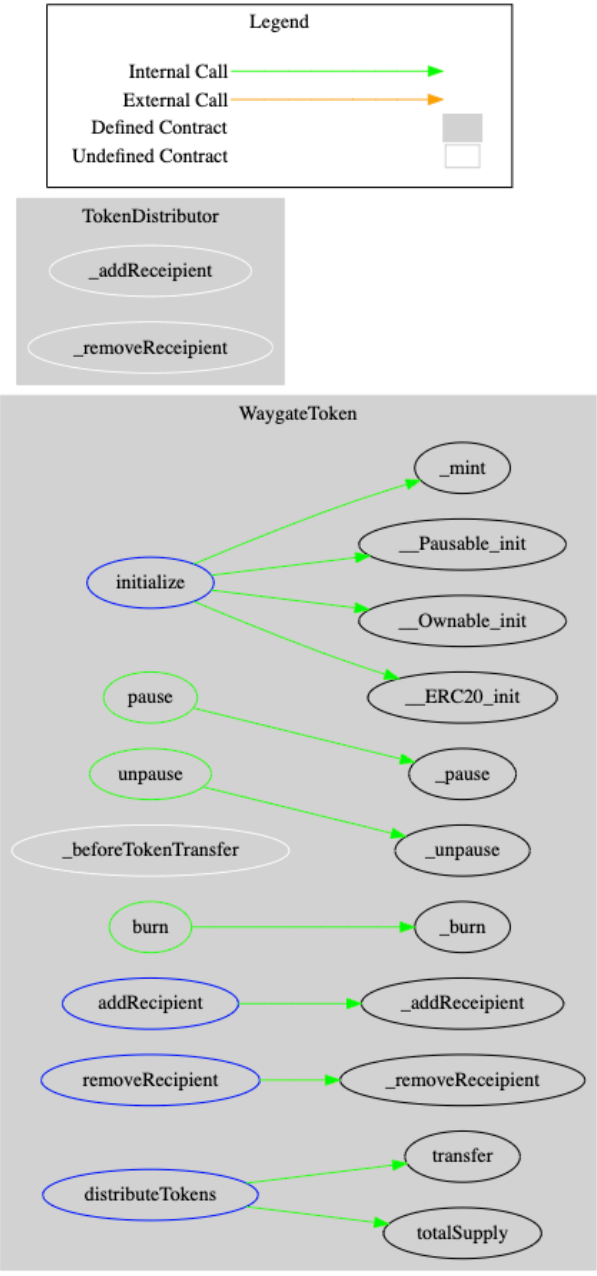 Legend
Internal Call
External Call
Defined Contract
Undefined Contract
TokenDistributor
_addReceipient
_removeReceipient
WaygateToken
_mint
__Pausable_init
initialize
__Ownable_init
pause
__ERC20_init
unpause
_pause
_beforeTokenTransfer
_unpause
burn
_burn
addRecipient
_addReceipient
removeRecipient
_removeReceipient
transfer
distributeTokens
totalSupply